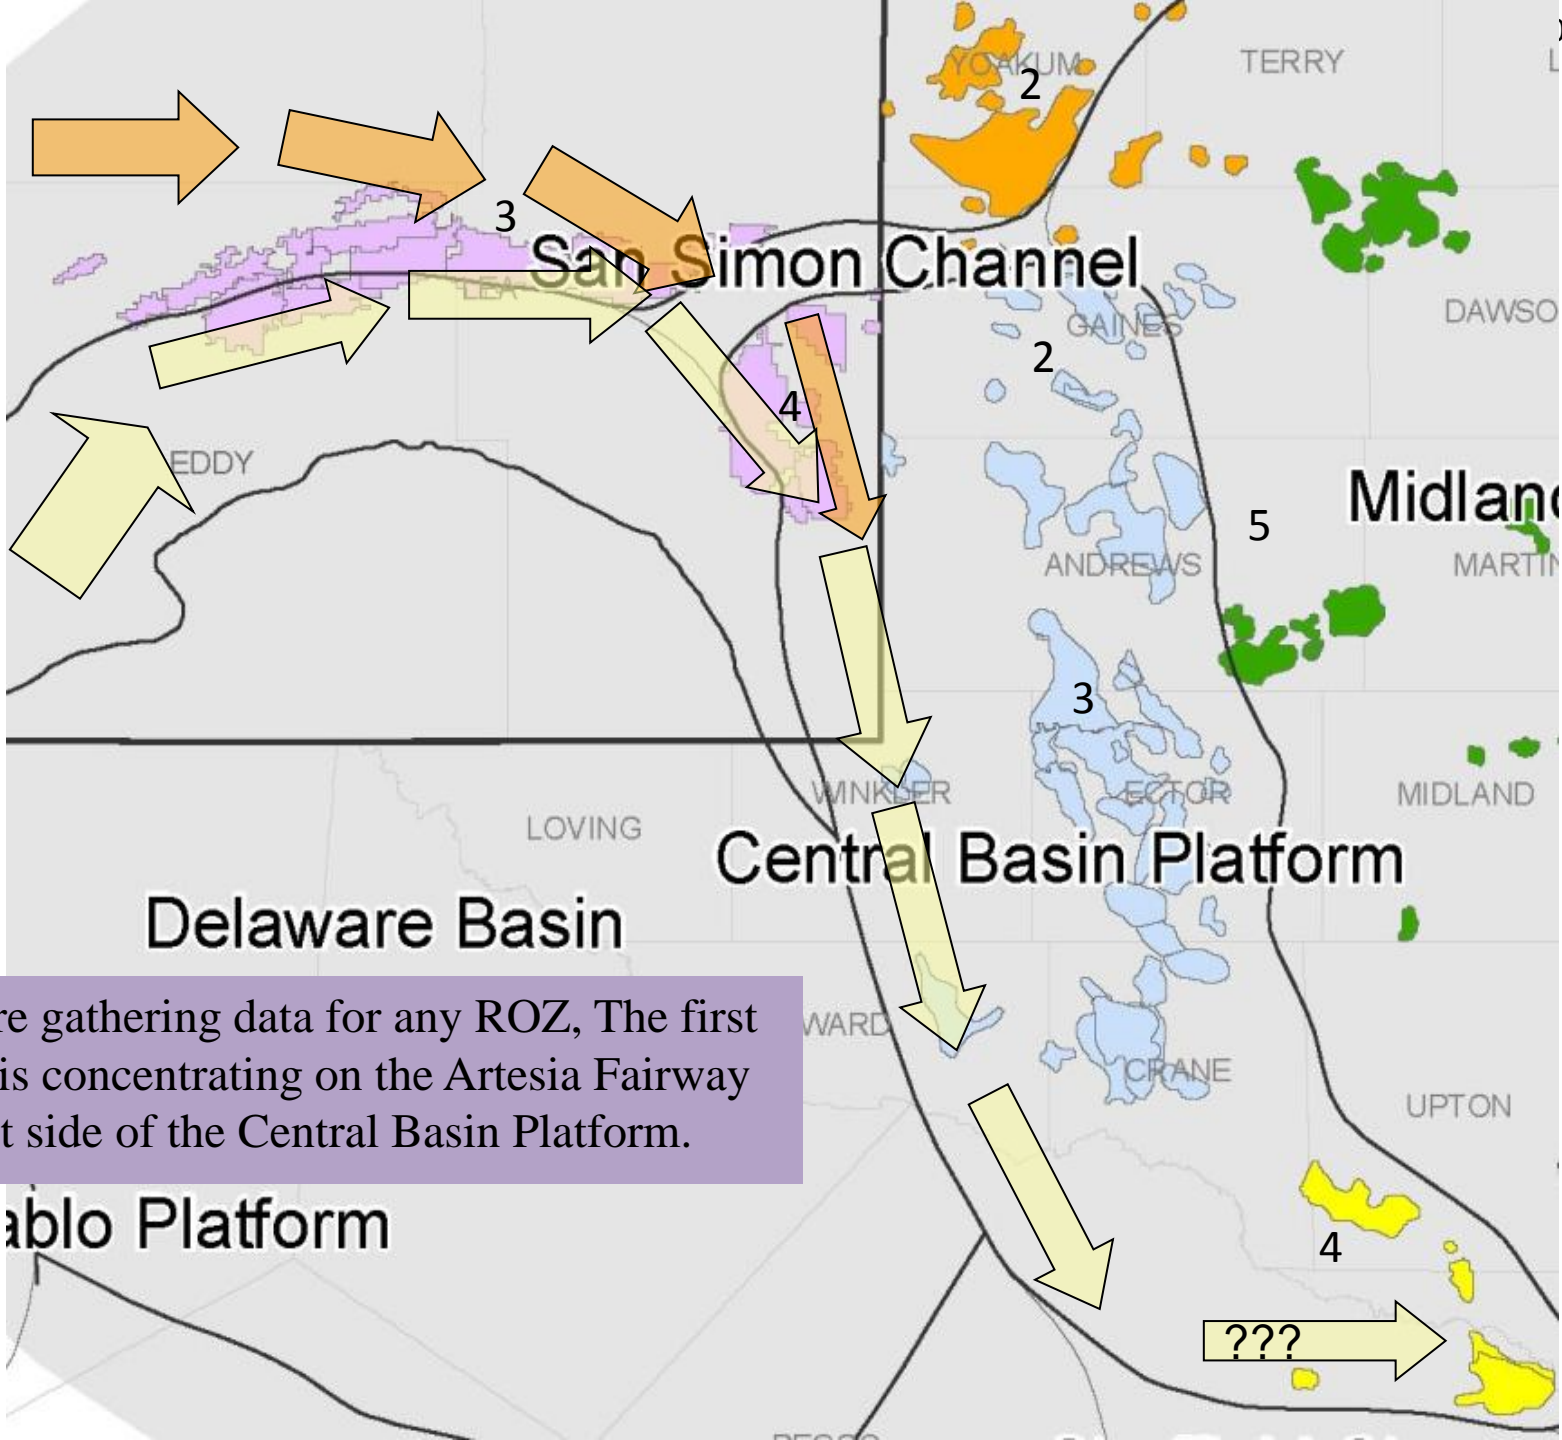 YOAKUM
2
TERRY
3
San Simon Channel
LEA
GAINES
DAWSO
2
4
EDDY
Midlan
5
ANDREWS
MARTIN
3
WINKLER
ECTOR
MIDLAND
LOVING
Central Basin Platform
Delaware Basin
re gathering data for any ROZ, The first
is concentrating on the Artesia Fairway
t side of the Central Basin Platform.
WARD
CRANE
UPTON
ablo Platform
4
???